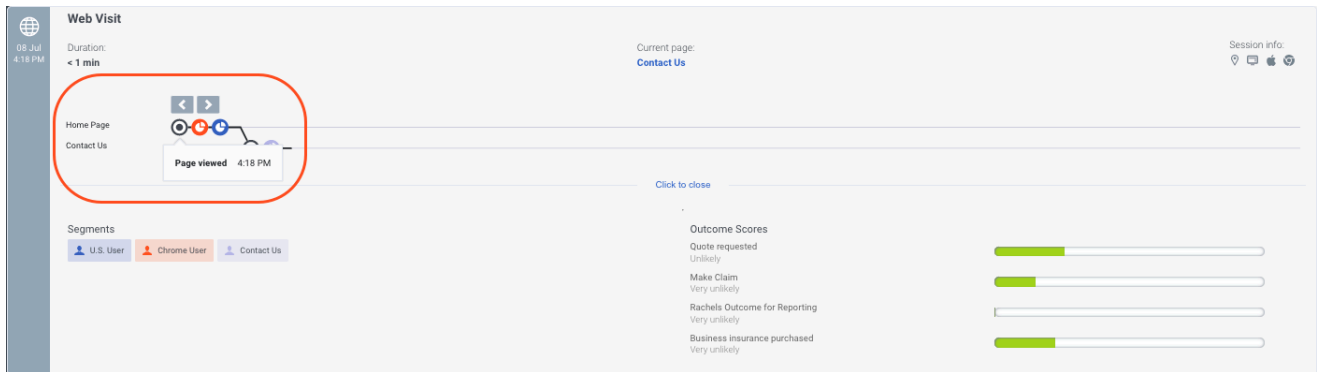 Web Visit
08 Jul
4:18 PM
Duration:
< 1 min
Current page:
Contact Us
Session info:
Home Page
Contact Us
Page viewed 4:18 PM
Click to close
Segments
U.S. User
Chrome User
Contact Us
Outcome Scores
Quote requested
Unlikely
Make Claim
Very unlikely
Rachels Outcome for Reporting
Very unlikely
Business insurance purchased
Very unlikely